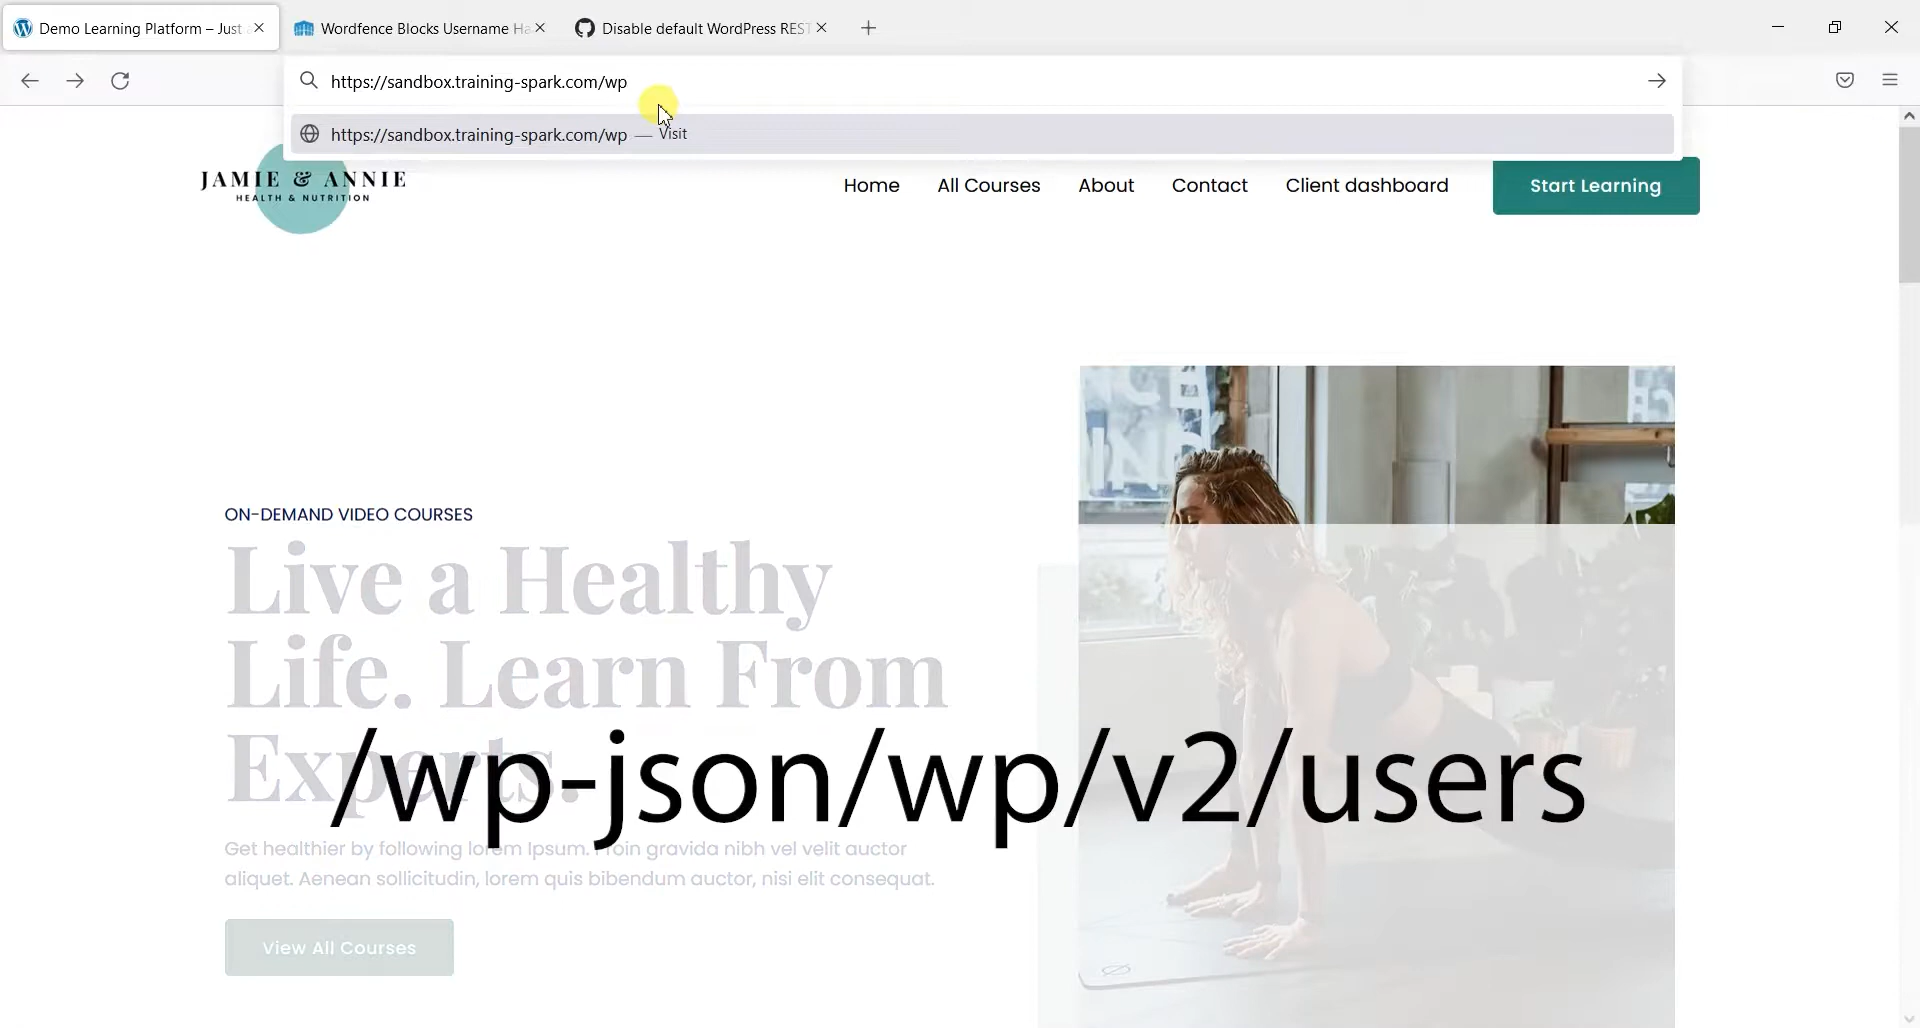 Demo Learning Platform – Just a
Wordfence Blocks Username Ha
Disable default WordPress REST
https://sandbox.training-spark.com/wp
https://sandbox.training-spark.com/wp — Visit
JAMIE & ANNIE
HEALTH & NUTRITION
Home
All Courses
About
Contact
Client dashboard
Start Learning
ON-DEMAND VIDEO COURSES
Live a Healthy
Life. Learn From
Experts.
/wp-json/wp/v2/users
Get healthier by following lorem Ipsum. Proin gravida nibh vel velit auctor
aliquet. Aenean sollicitudin, lorem quis bibendum auctor, nisi elit consequat.
View All Courses